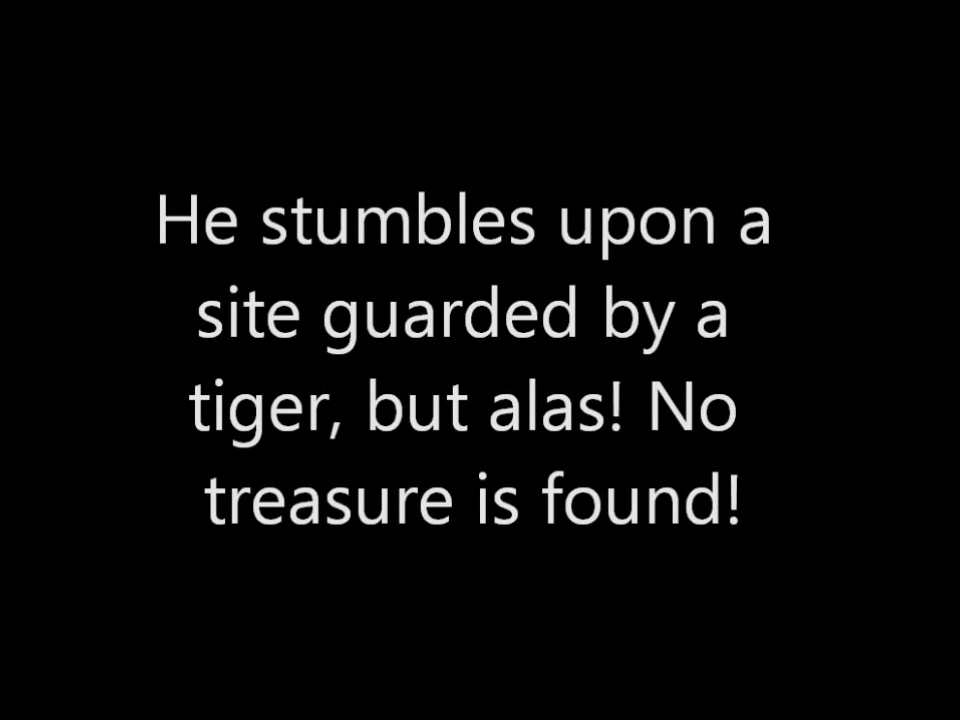 He stumbles upon a
site guarded by a
tiger, but alas! No
treasure is found!